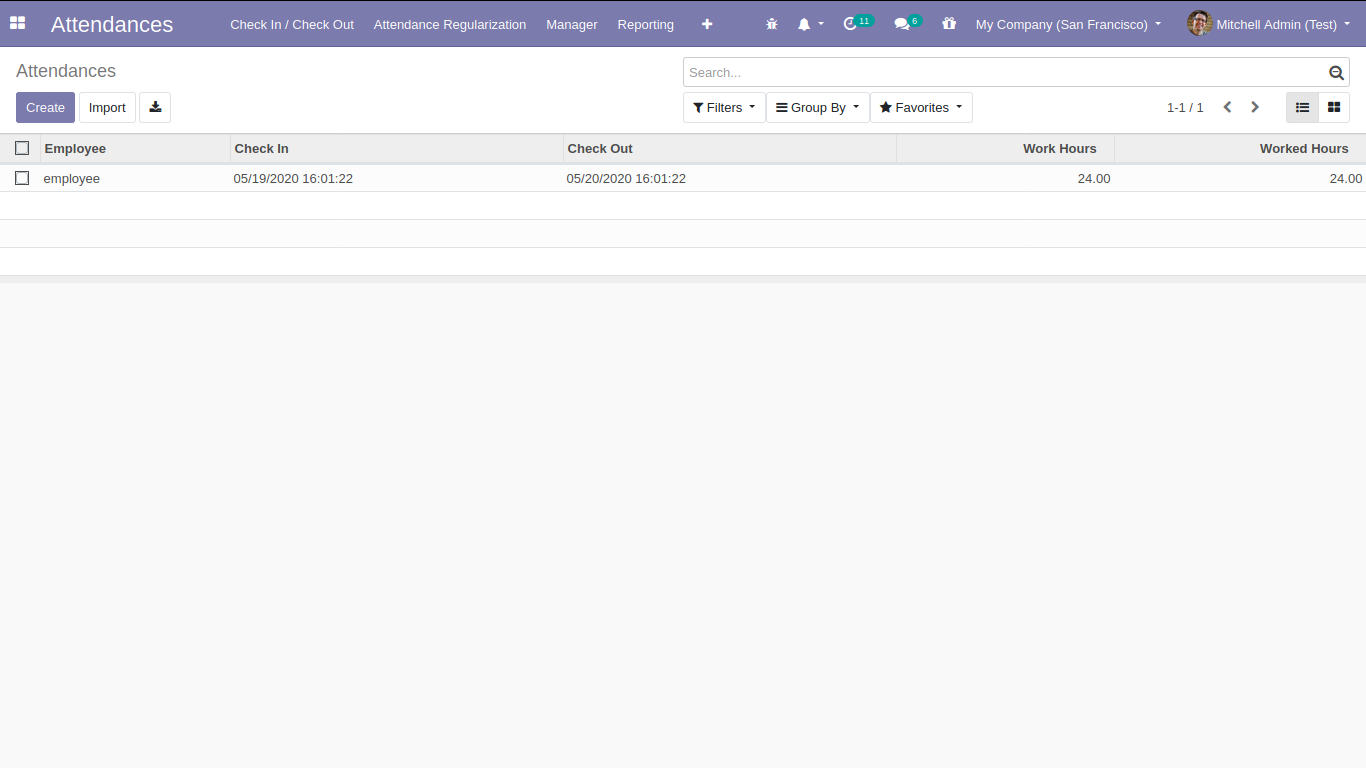 Attendances Check In / Check Out Attendance Regularization Manager Reporting 11 6 My Company (San Francisco) Mitchell Admin (Test)
Attendances Search...
Create Import Filters Group By Favorites 1-1 / 1
Employee Check In Check Out Work Hours Worked Hours
employee 05/19/2020 16:01:22 05/20/2020 16:01:22 24.00 24.00